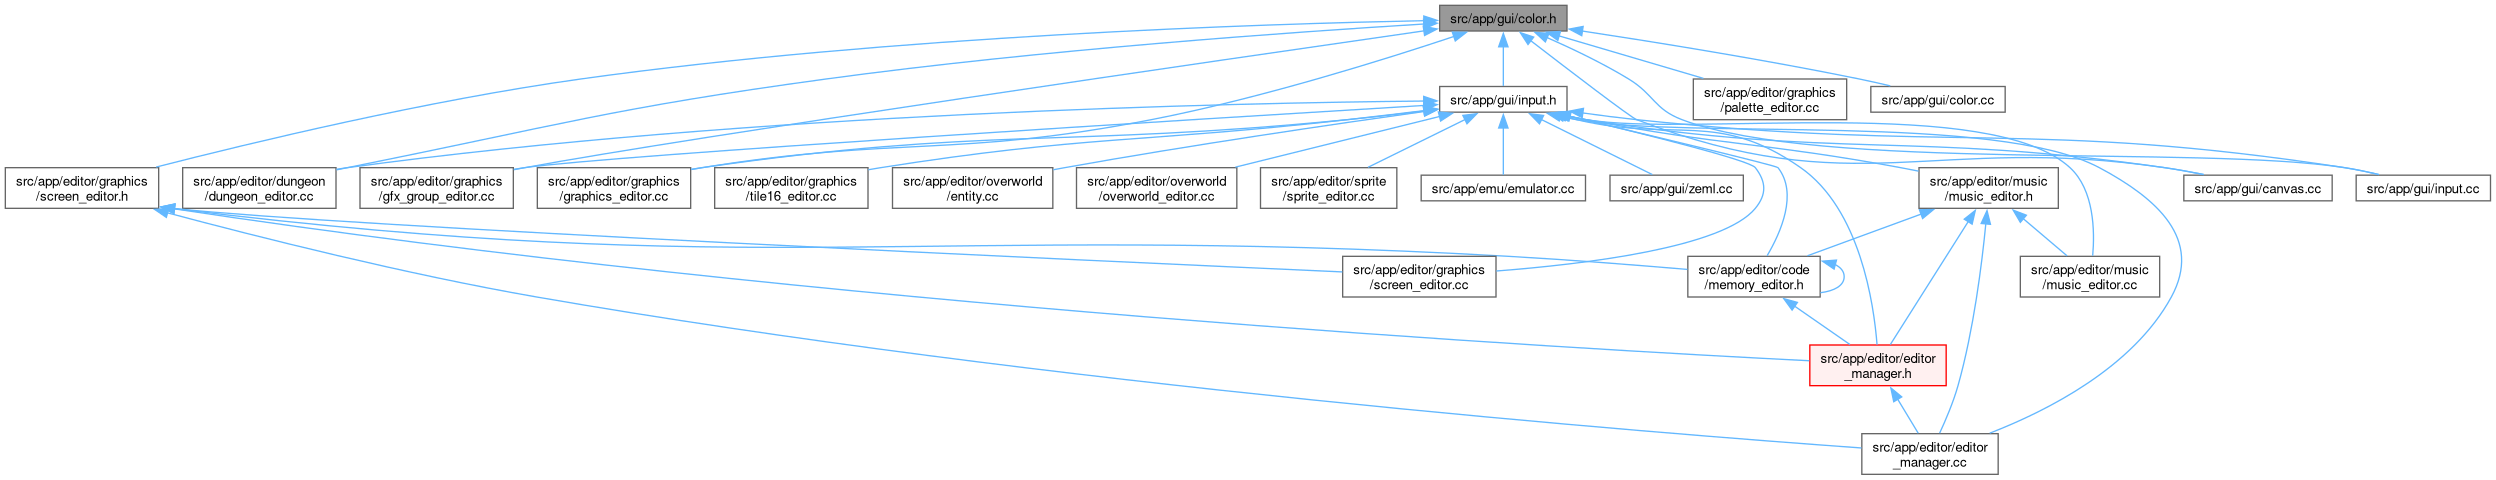 src/app/gui/color.h
src/app/editor/graphics
/palette_editor.cc
src/app/gui/input.h
src/app/gui/color.cc
src/app/editor/graphics
/screen_editor.h
src/app/editor/dungeon
/dungeon_editor.cc
src/app/editor/graphics
/gfx_group_editor.cc
src/app/editor/graphics
/graphics_editor.cc
src/app/editor/graphics
/tile16_editor.cc
src/app/editor/overworld
/entity.cc
src/app/editor/overworld
/overworld_editor.cc
src/app/editor/sprite
/sprite_editor.cc
src/app/emu/emulator.cc
src/app/gui/zeml.cc
src/app/editor/music
/music_editor.h
src/app/gui/canvas.cc
src/app/gui/input.cc
src/app/editor/graphics
/screen_editor.cc
src/app/editor/code
/memory_editor.h
src/app/editor/music
/music_editor.cc
src/app/editor/editor
_manager.h
src/app/editor/editor
_manager.cc